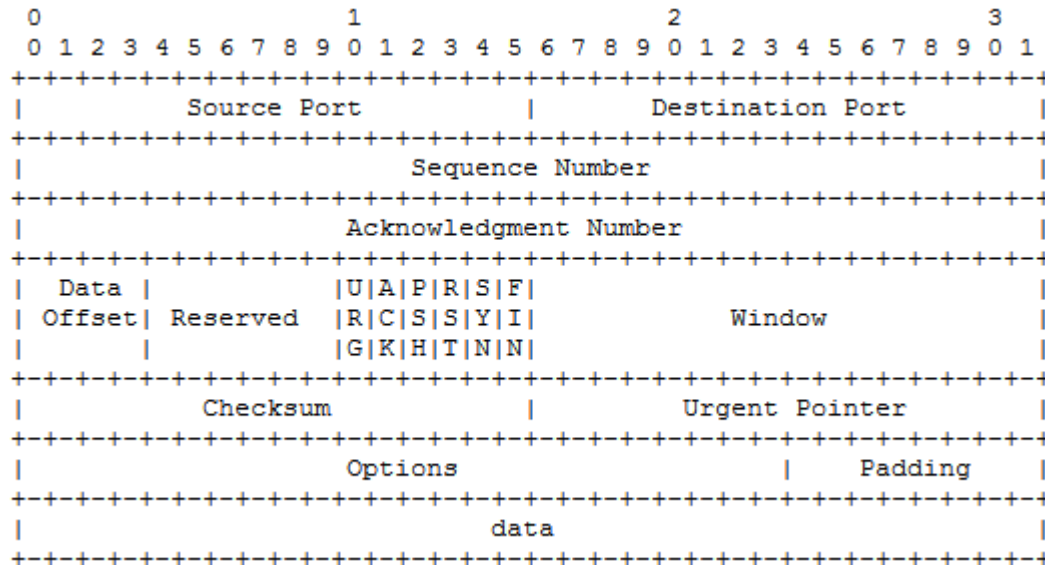 0                   1                   2                   3
 0 1 2 3 4 5 6 7 8 9 0 1 2 3 4 5 6 7 8 9 0 1 2 3 4 5 6 7 8 9 0 1
+-+-+-+-+-+-+-+-+-+-+-+-+-+-+-+-+-+-+-+-+-+-+-+-+-+-+-+-+-+-+-+-+
|          Source Port          |       Destination Port        |
+-+-+-+-+-+-+-+-+-+-+-+-+-+-+-+-+-+-+-+-+-+-+-+-+-+-+-+-+-+-+-+-+
|                        Sequence Number                        |
+-+-+-+-+-+-+-+-+-+-+-+-+-+-+-+-+-+-+-+-+-+-+-+-+-+-+-+-+-+-+-+-+
|                    Acknowledgment Number                      |
+-+-+-+-+-+-+-+-+-+-+-+-+-+-+-+-+-+-+-+-+-+-+-+-+-+-+-+-+-+-+-+-+
|  Data |           |U|A|P|R|S|F|                               |
| Offset| Reserved  |R|C|S|S|Y|I|            Window             |
|       |           |G|K|H|T|N|N|                               |
+-+-+-+-+-+-+-+-+-+-+-+-+-+-+-+-+-+-+-+-+-+-+-+-+-+-+-+-+-+-+-+-+
|           Checksum            |         Urgent Pointer        |
+-+-+-+-+-+-+-+-+-+-+-+-+-+-+-+-+-+-+-+-+-+-+-+-+-+-+-+-+-+-+-+-+
|                    Options                    |    Padding    |
+-+-+-+-+-+-+-+-+-+-+-+-+-+-+-+-+-+-+-+-+-+-+-+-+-+-+-+-+-+-+-+-+
|                             data                              |
+-+-+-+-+-+-+-+-+-+-+-+-+-+-+-+-+-+-+-+-+-+-+-+-+-+-+-+-+-+-+-+-+